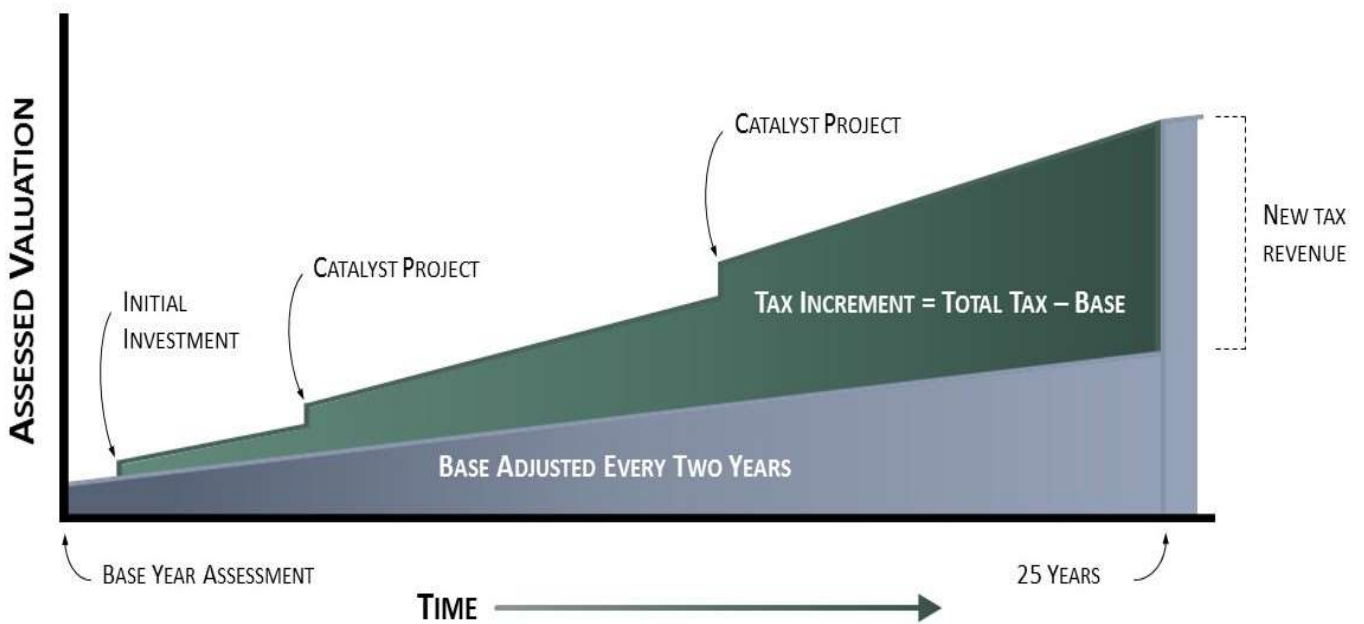 ASSESSED VALUATION
CATALYST PROJECT
NEW TAX
REVENUE
CATALYST PROJECT
INITIAL
INVESTMENT
TAX INCREMENT = TOTAL TAX – BASE
BASE ADJUSTED EVERY TWO YEARS
BASE YEAR ASSESSMENT
25 YEARS
TIME